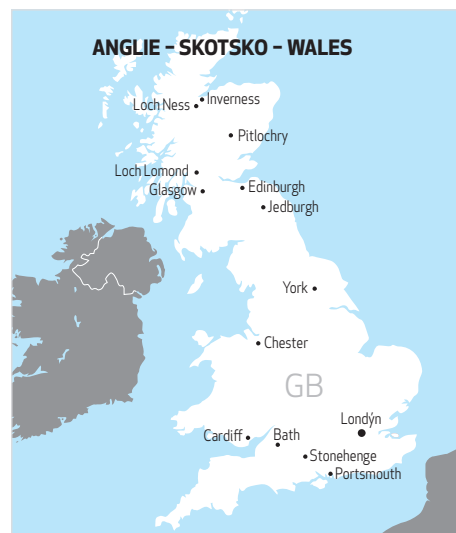 ANGLIE – SKOTSKO – WALES
Inverness
Loch Ness
Pitlochry
Loch Lomond
Glasgow
Edinburgh
Jedburgh
York
Chester
GB
Londýn
Cardiff
Bath
Stonehenge
Portsmouth